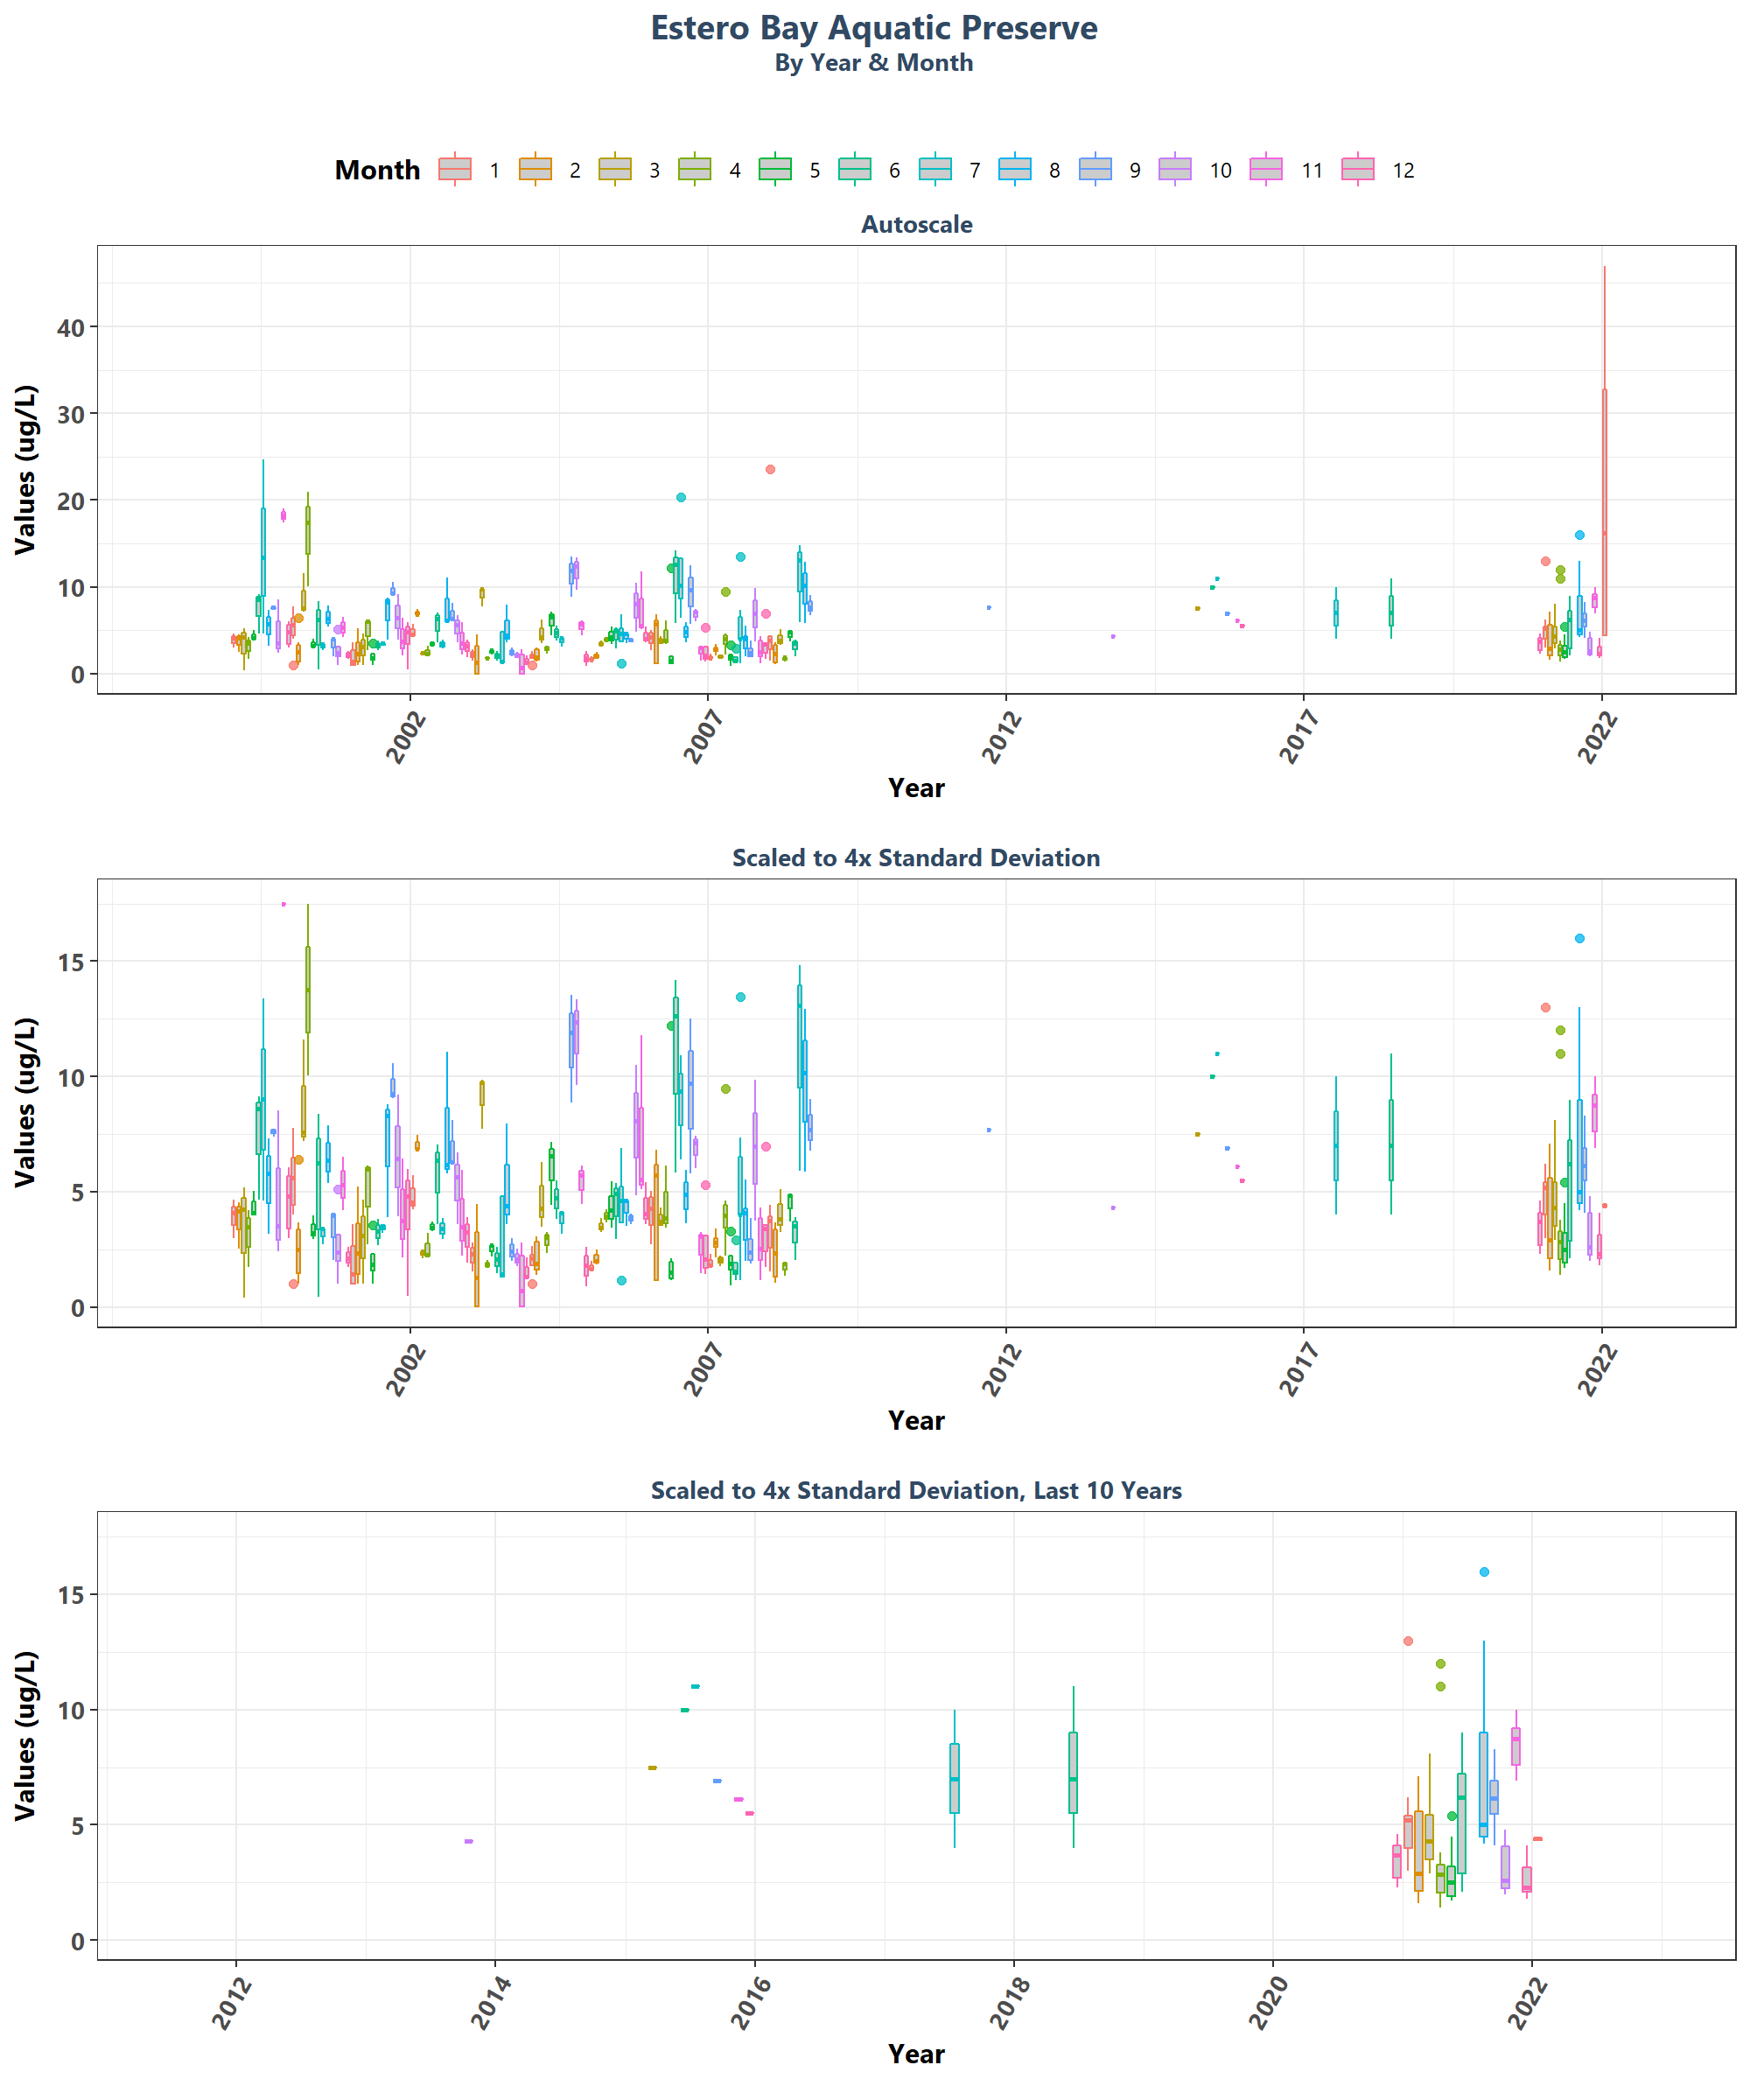 Estero Bay Aquatic Preserve
By Year & Month
Month 1 2 3 4 5 6 7 8 9 10 11 12
Autoscale
Values (ug/L)
40
30
20
10
0
2002 2007 2012 2017 2022
Year
Scaled to 4x Standard Deviation
Values (ug/L)
15
10
5
0
2002 2007 2012 2017 2022
Year
Scaled to 4x Standard Deviation, Last 10 Years
Values (ug/L)
15
10
5
0
2012 2014 2016 2018 2020 2022
Year